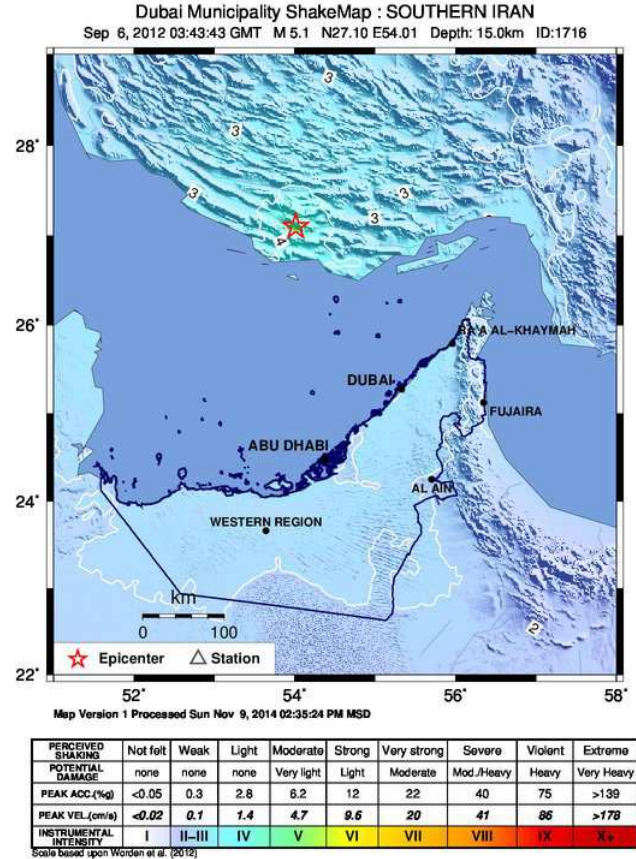 Dubai Municipality ShakeMap : SOUTHERN IRAN
Sep 6, 2012 03:43:43 GMT M 5.1 N27.10 E54.01 Depth: 15.0km ID:1716
3
3
3
28˚
3
3
3
4
26˚
RA'A AL-KHAYMAH
DUBAI
FUJAIRA
ABU DHABI
AL AIN
24˚
WESTERN REGION
km
0 100
2
Epicenter Station
22˚
52˚ 54˚ 56˚ 58˚
Map Version 1 Processed Sun Nov 9, 2014 02:35:24 PM MSD
PERCEIVED SHAKING Not felt Weak Light Moderate Strong Very strong Severe Violent Extreme
POTENTIAL DAMAGE none none none Very light Light Moderate Mod./Heavy Heavy Very Heavy
PEAK ACC.(%g) <0.05 0.3 2.8 6.2 12 22 40 75 >139
PEAK VEL.(cm/s) <0.02 0.1 1.4 4.7 9.6 20 41 86 >178
INSTRUMENTAL INTENSITY I II-III IV V VI VII VIII IX X+
Scale based upon Worden et al. (2012)